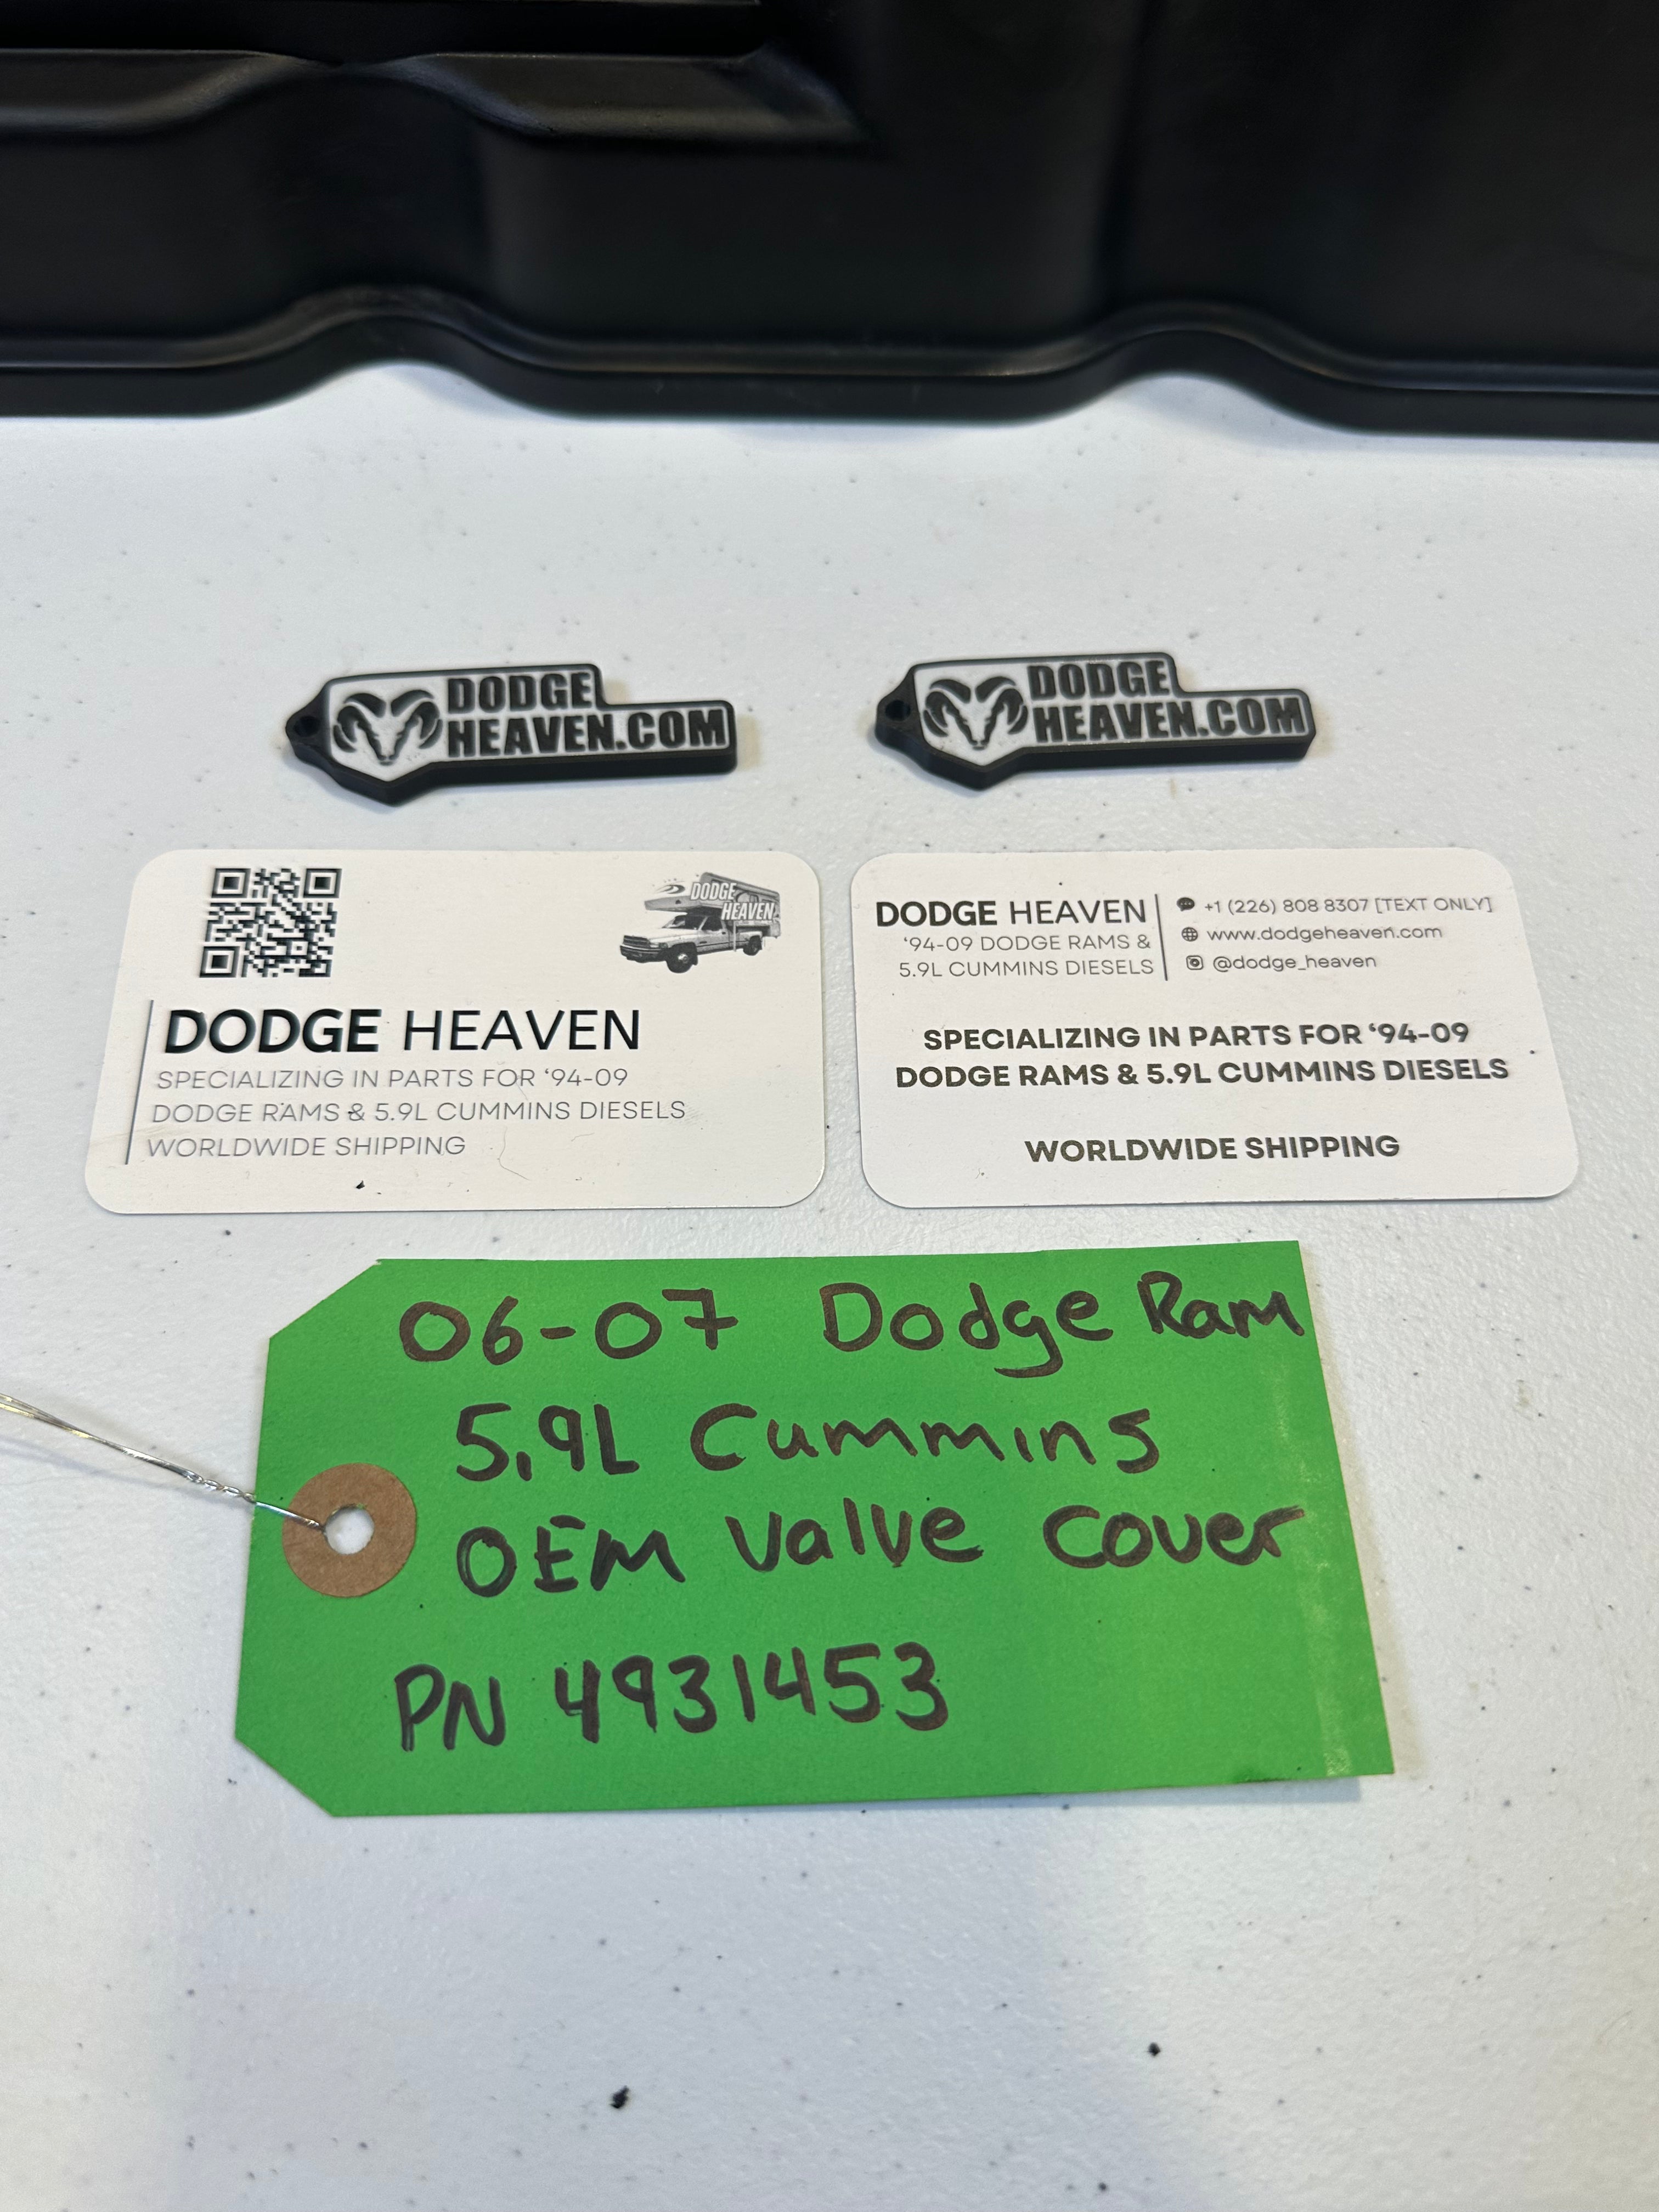 DODGE
HEAVEN.COM
DODGE
HEAVEN.COM
DODGE
HEAVEN
DODGE HEAVEN
SPECIALIZING IN PARTS FOR ‘94-09
DODGE RAMS & 5.9L CUMMINS DIESELS
WORLDWIDE SHIPPING
DODGE HEAVEN
‘94-09 DODGE RAMS &
5.9L CUMMINS DIESELS
+1 (226) 808 8307 [TEXT ONLY]
www.dodgeheaven.com
@dodge_heaven
SPECIALIZING IN PARTS FOR ‘94-09
DODGE RAMS & 5.9L CUMMINS DIESELS
WORLDWIDE SHIPPING
06-07 Dodge Ram
5.9L Cummins
OEM Valve Cover
PN 4931453